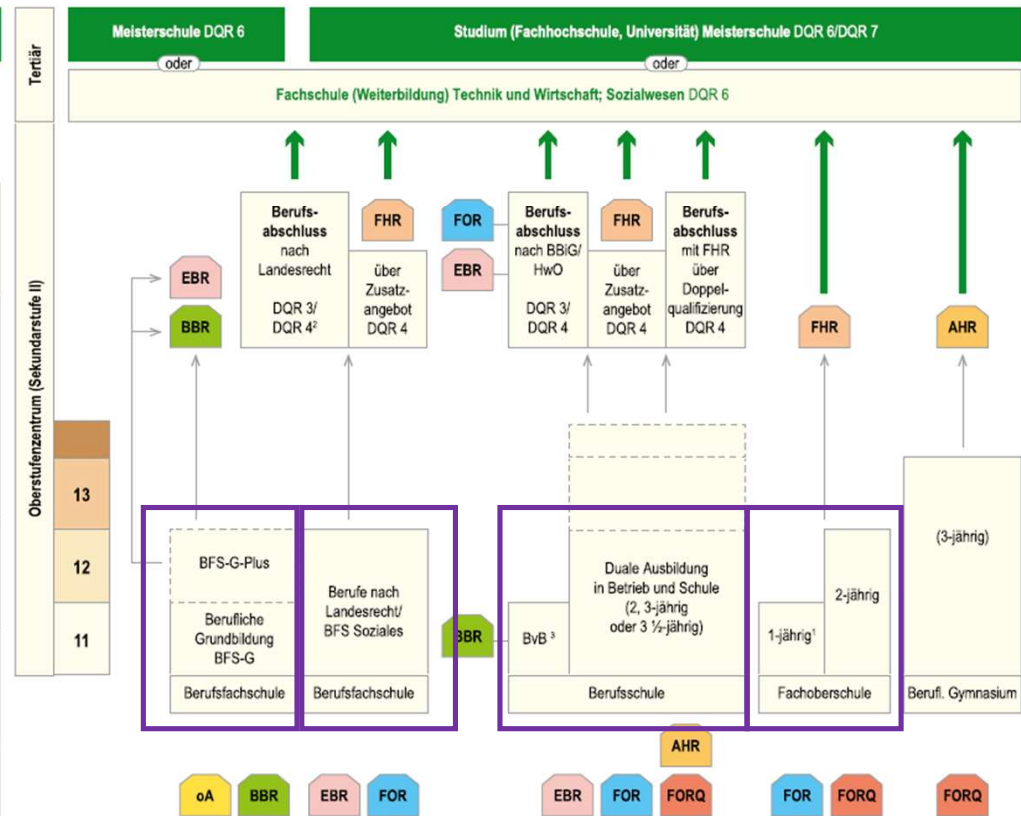 Tertiär
Meisterschule DQR 6
Studium (Fachhochschule, Universität) Meisterschule DQR 6/DQR 7
oder
oder
Fachschule (Weiterbildung) Technik und Wirtschaft; Sozialwesen DQR 6
Oberstufenzentrum (Sekundarstufe II)
EBR
BBR
Berufs-
abschluss
nach
Landesrecht
DQR 3/
DQR 4²
FHR
über
Zusatz-
angebot
DQR 4
FOR
EBR
Berufs-
abschluss
nach BBIG/
HwO
DQR 3/
DQR 4
FHR
über
Zusatz-
angebot
DQR 4
Berufs-
abschluss
mit FHR
über
Doppel-
qualifizierung
DQR 4
FHR
AHR
13
12
11
BFS-G-Plus
Berufliche
Grundbildung
BFS-G
Berufsfachschule
Berufe nach
Landesrecht/
BFS Soziales
Berufsfachschule
BBR
BvB ³
Duale Ausbildung
in Betrieb und Schule
(2, 3-jährig
oder 3 ½-jährig)
Berufsschule
1-jährig¹
2-jährig
Fachoberschule
(3-jährig)
Berufl. Gymnasium
AHR
oA
BBR
EBR
FOR
EBR
FOR
FORQ
FOR
FORQ
FORQ